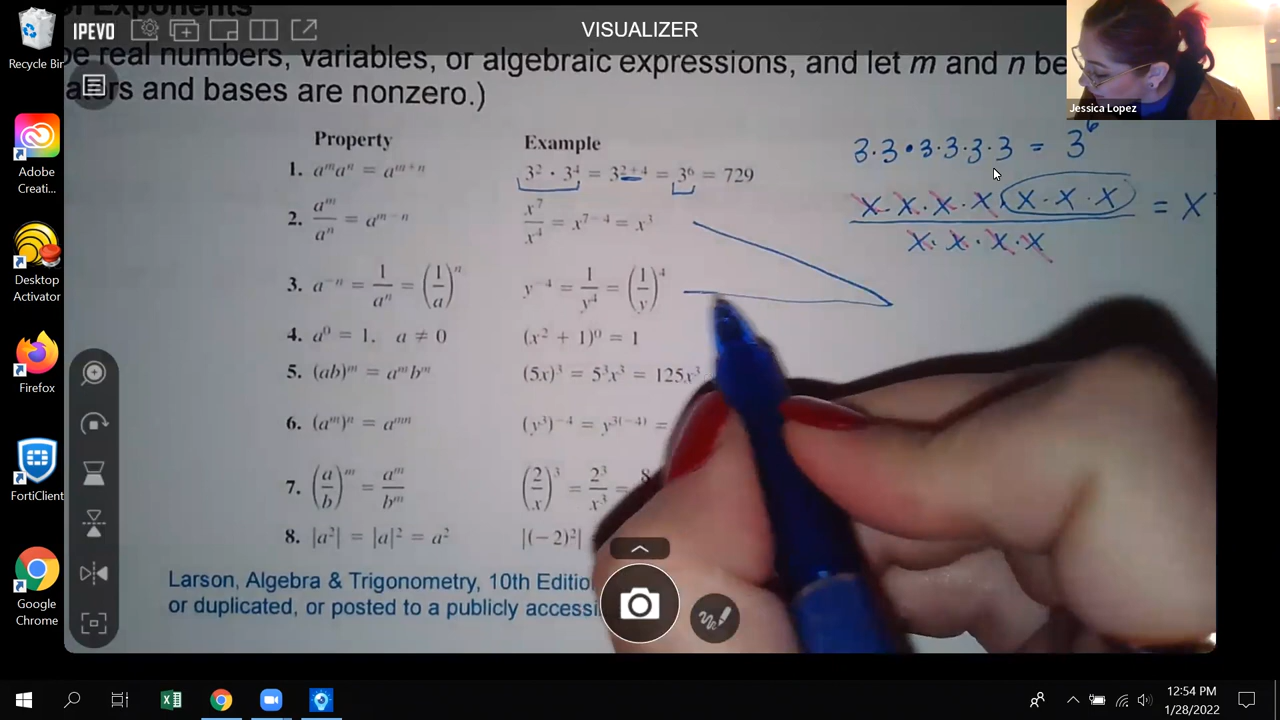 of Exponents
Recycle Bin
IPEVO
VISUALIZER
be real numbers, variables, or algebraic expressions, and let m and n be
and bases are nonzero.)
Jessica Lopez
Property Example
1. aᵐaⁿ = aᵐ⁺ⁿ 3² · 3⁴ = 3²⁺⁴ = 3⁶ = 729
2. aᵐ/aⁿ = aᵐ⁻ⁿ x⁷/x⁴ = x⁷⁻⁴ = x³
3. a⁻ⁿ = 1/aⁿ = (1/a)ⁿ y⁻⁴ = 1/y⁴ = (1/y)⁴
4. a⁰ = 1, a ≠ 0 (x² + 1)⁰ = 1
5. (ab)ᵐ = aᵐbᵐ (5x)³ = 5³x³ = 125x³
6. (aᵐ)ⁿ = aᵐⁿ (y³)⁻⁴ = y³⁽⁻⁴⁾ =
7. (a/b)ᵐ = aᵐ/bᵐ (2/x)³ = 2³/x³ = 8
8. |a²| = |a|² = a² |(−2)²|
3·3·3·3·3·3 = 3⁶
x·x·x·x·x·x·x / x·x·x·x = x
Larson, Algebra & Trigonometry, 10th Editio
or duplicated, or posted to a publicly accessi
Adobe
Creati...
Desktop
Activator
Firefox
FortiClient
Google
Chrome
12:54 PM
1/28/2022